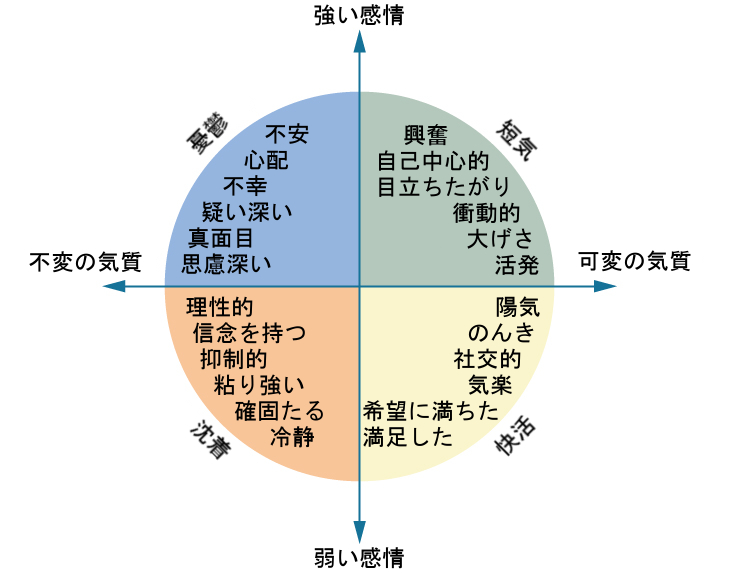 強い感情
憂鬱
不安
心配
不幸
疑い深い
真面目
思慮深い
短気
興奮
自己中心的
目立ちたがり
衝動的
大げさ
活発
不変の気質
可変の気質
理性的
信念を持つ
抑制的
粘り強い
確固たる
冷静
沈着
陽気
のんき
社交的
気楽
希望に満ちた
満足した
快活
弱い感情